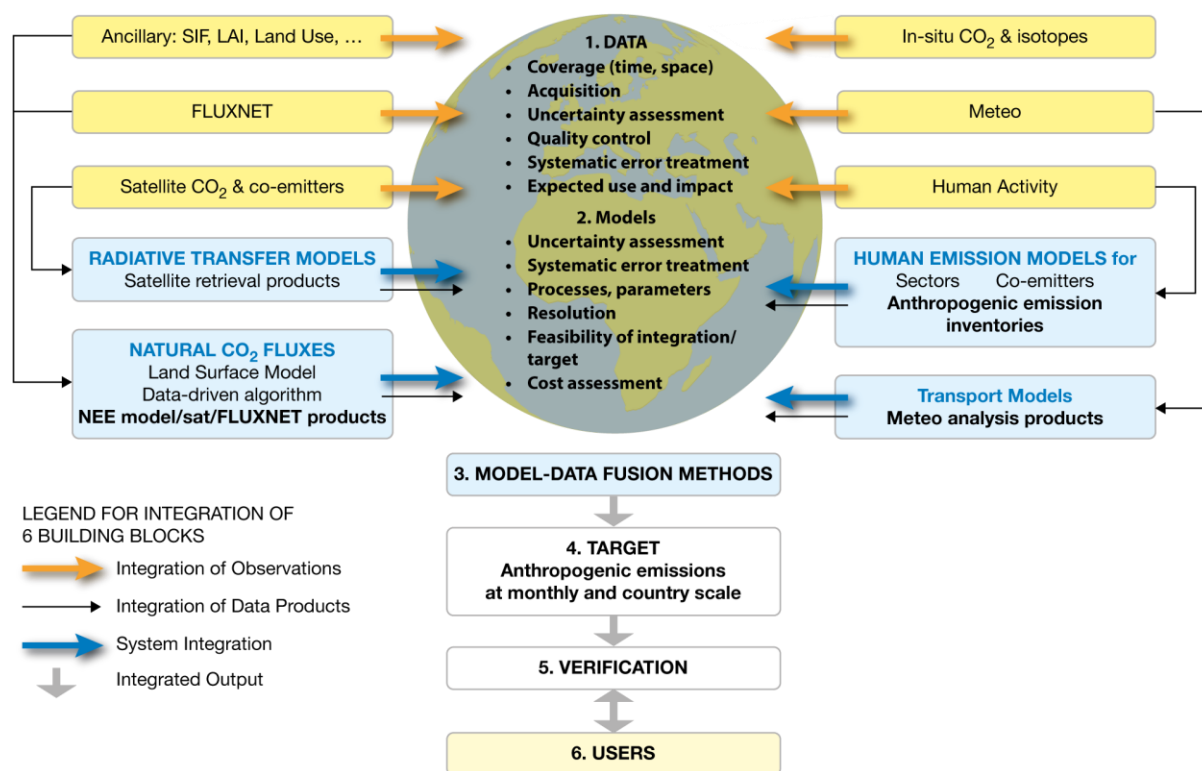 Ancillary: SIF, LAI, Land Use, …
FLUXNET
Satellite CO₂ & co-emitters
RADIATIVE TRANSFER MODELS
Satellite retrieval products
NATURAL CO₂ FLUXES
Land Surface Model
Data-driven algorithm
NEE model/sat/FLUXNET products
1. DATA
• Coverage (time, space)
• Acquisition
• Uncertainty assessment
• Quality control
• Systematic error treatment
• Expected use and impact
2. Models
• Uncertainty assessment
• Systematic error treatment
• Processes, parameters
• Resolution
• Feasibility of integration/
target
• Cost assessment
In-situ CO₂ & isotopes
Meteo
Human Activity
HUMAN EMISSION MODELS for
Sectors Co-emitters
Anthropogenic emission
inventories
Transport Models
Meteo analysis products
3. MODEL-DATA FUSION METHODS
4. TARGET
Anthropogenic emissions
at monthly and country scale
5. VERIFICATION
6. USERS
LEGEND FOR INTEGRATION OF
6 BUILDING BLOCKS
Integration of Observations
Integration of Data Products
System Integration
Integrated Output